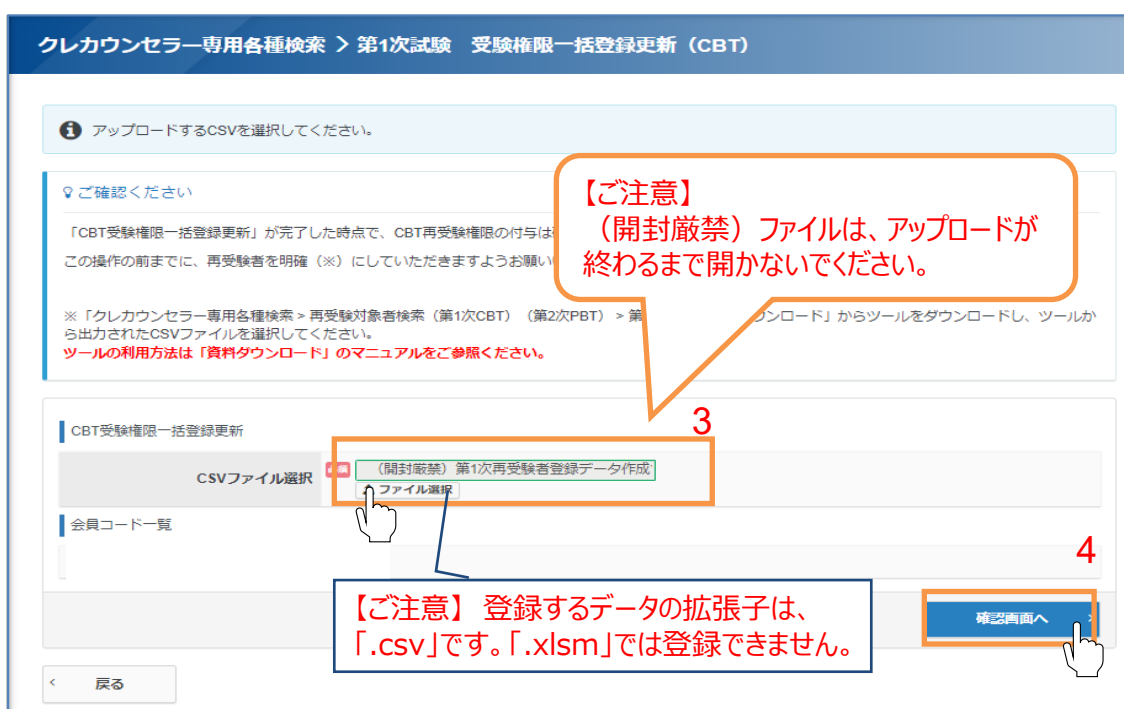 クレカウンセラー専用各種検索 > 第1次試験　受験権限一括登録更新（CBT）
アップロードするCSVを選択してください。
ご確認ください
「CBT受験権限一括登録更新」が完了した時点で、CBT再受験権限の付与は
この操作の前までに、再受験者を明確（※）にしていただきますようお願い
【ご注意】
（開封厳禁）ファイルは、アップロードが
終わるまで開かないでください。
※「クレカウンセラー専用各種検索 > 再受験対象者検索（第1次CBT）（第2次PBT） > 第 ンロード」からツールをダウンロードし、ツールか
ら出力されたCSVファイルを選択してください。
ツールの利用方法は「資料ダウンロード」のマニュアルをご参照ください。
3
CBT受験権限一括登録更新
CSVファイル選択
（開封厳禁）第1次再受験者登録データ作成
ファイル選択
会員コード一覧
4
【ご注意】 登録するデータの拡張子は、
「.csv」です。「.xlsm」では登録できません。
確認画面へ >
< 戻る